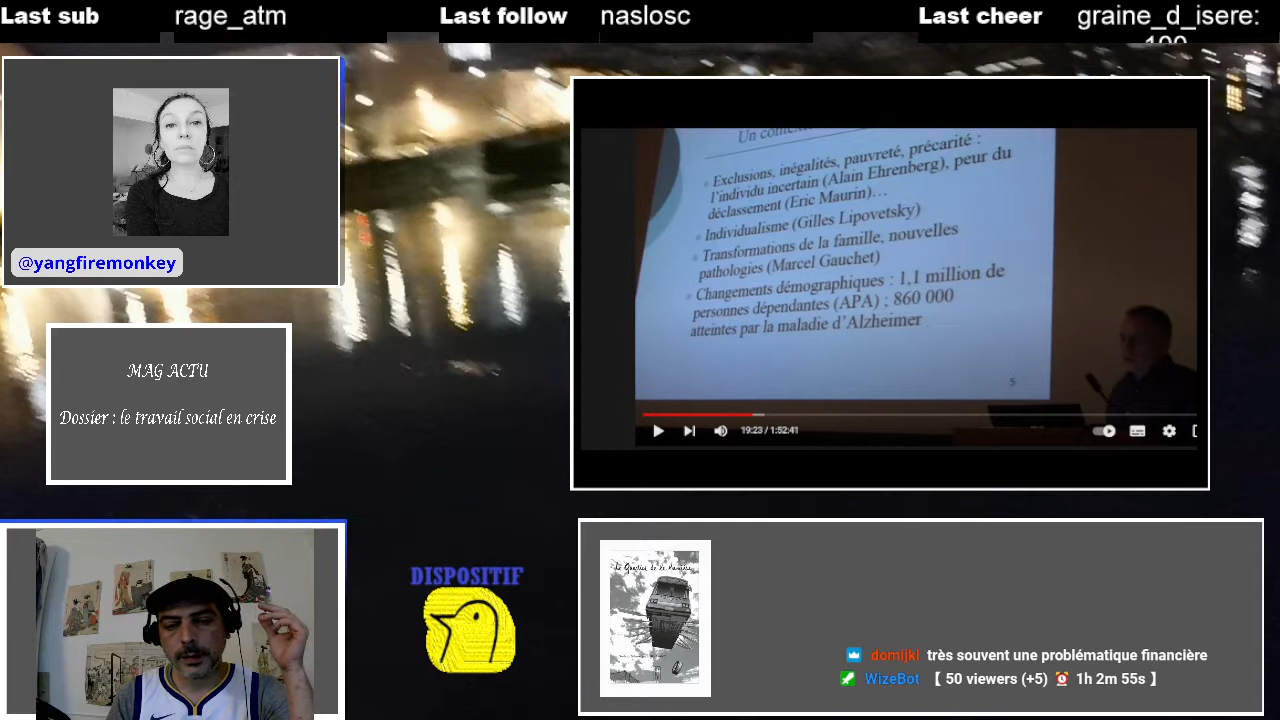 Last sub
rage_atm
Last follow
naslosc
Last cheer
graine_d_isere:
100
@yangfiremonkey
Exclusions, inégalités, pauvreté, précarité :
l'individu incertain (Alain Ehrenberg), peur du
déclassement (Eric Maurin)…
Individualisme (Gilles Lipovetsky)
Transformations de la famille, nouvelles
pathologies (Marcel Gauchet)
Changements démographiques : 1,1 million de
personnes dépendantes (APA) ; 860 000
atteintes par la maladie d'Alzheimer
5
19:23 / 1:52:41
MAG ACTU
Dossier : le travail social en crise
DISPOSITIF
domijkl très souvent une problématique financière
WizeBot 【 50 viewers (+5) ⏰ 1h 2m 55s 】